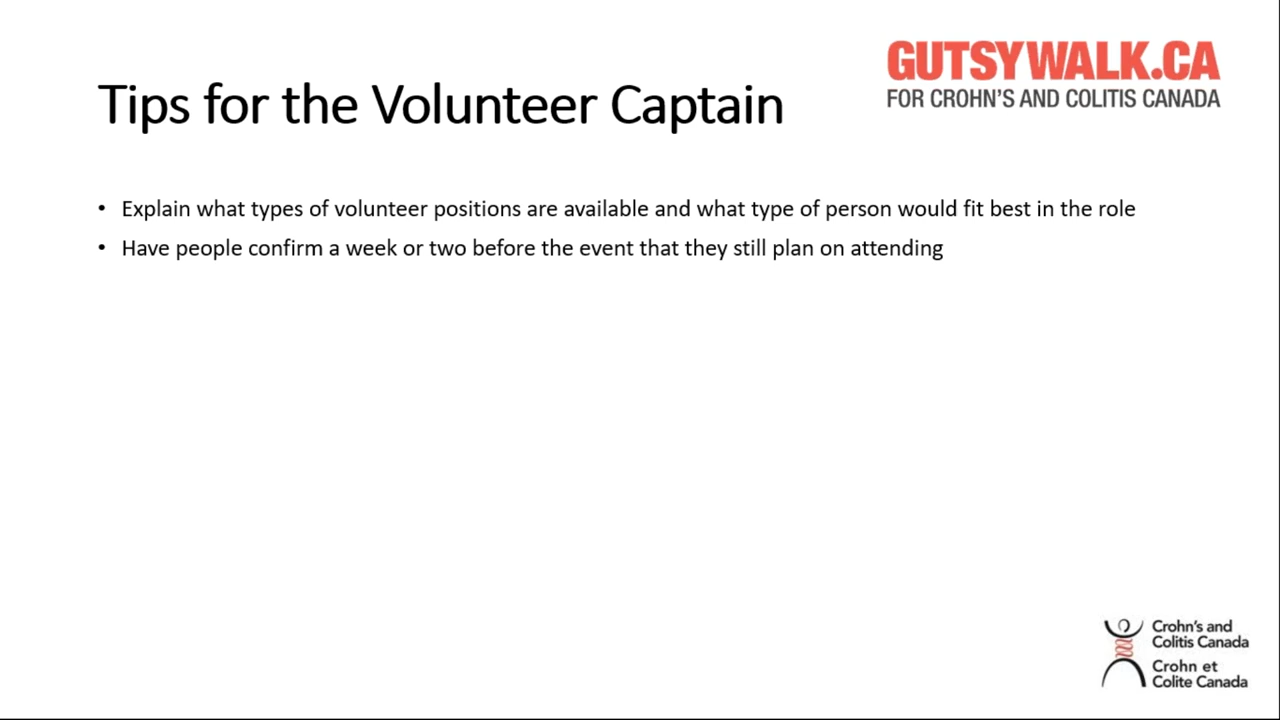 GUTSYWALK.CA
FOR CROHN'S AND COLITIS CANADA
Tips for the Volunteer Captain
• Explain what types of volunteer positions are available and what type of person would fit best in the role
• Have people confirm a week or two before the event that they still plan on attending
Crohn's and
Colitis Canada
Crohn et
Colite Canada